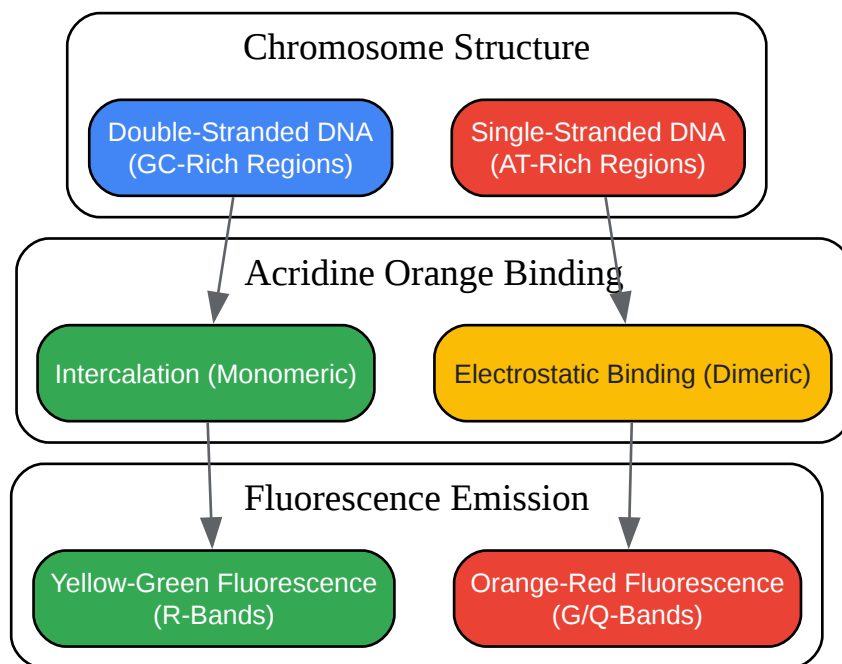 Chromosome Structure
Double-Stranded DNA
(GC-Rich Regions)
Single-Stranded DNA
(AT-Rich Regions)
Acridine Orange Binding
Intercalation (Monomeric)
Electrostatic Binding (Dimeric)
Fluorescence Emission
Yellow-Green Fluorescence
(R-Bands)
Orange-Red Fluorescence
(G/Q-Bands)